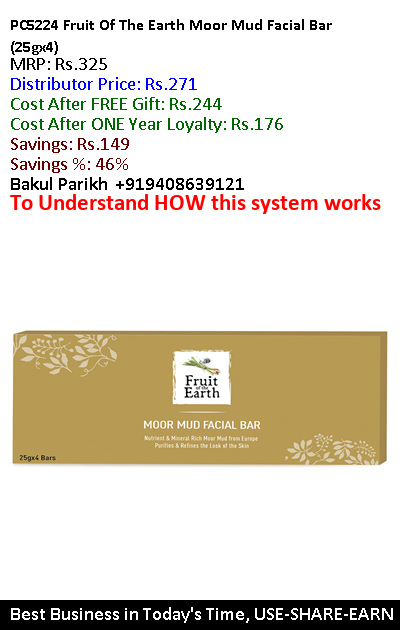 PC5224 Fruit Of The Earth Moor Mud Facial Bar
(25gx4)
MRP: Rs.325
Distributor Price: Rs.271
Cost After FREE Gift: Rs.244
Cost After ONE Year Loyalty: Rs.176
Savings: Rs.149
Savings %: 46%
Bakul Parikh +919408639121
To Understand HOW this system works
Fruit
of the
Earth
MOOR MUD FACIAL BAR
Nutrient & Mineral Rich Moor Mud from Europe
Purifies & Refines the Look of the Skin
25gx4 Bars
Best Business in Today's Time, USE-SHARE-EARN